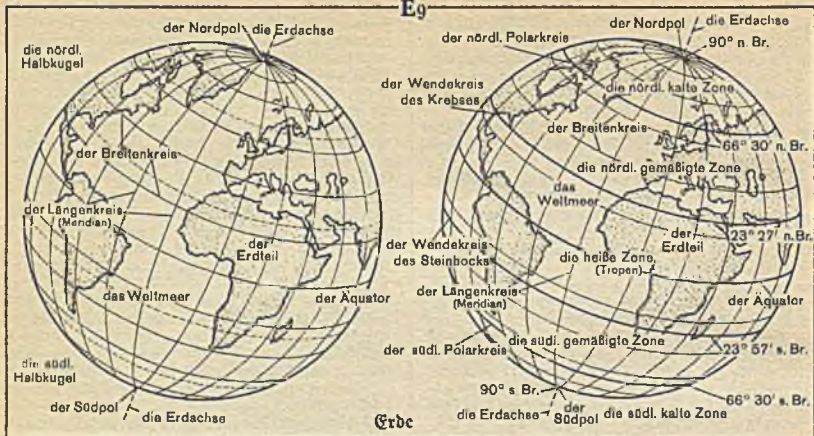 E9
der Nordpol
die Erdachse
die nördl.
Halbkugel
der Breitenkreis
der Längenkreis
(Meridian)
der
Erdteil
das Weltmeer
der Äquator
die südl.
Halbkugel
der Südpol
die Erdachse
Erde
der Nordpol
die Erdachse
90° n. Br.
der nördl. Polarkreis
der Wendekreis
des Krebses
die nördl. kalte Zone
der Breitenkreis
66° 30′ n. Br.
die nördl. gemäßigte Zone
das
Weltmeer
der
Erdteil
23° 27′ n. Br.
der Wendekreis
des Steinbocks
die heiße Zone
(Tropen)
der Längenkreis
(Meridian)
der Äquator
der südl. Polarkreis
die südl. gemäßigte Zone
23° 57′ s. Br.
90° s. Br.
66° 30′ s. Br.
die Erdachse
der
Südpol
die südl. kalte Zone